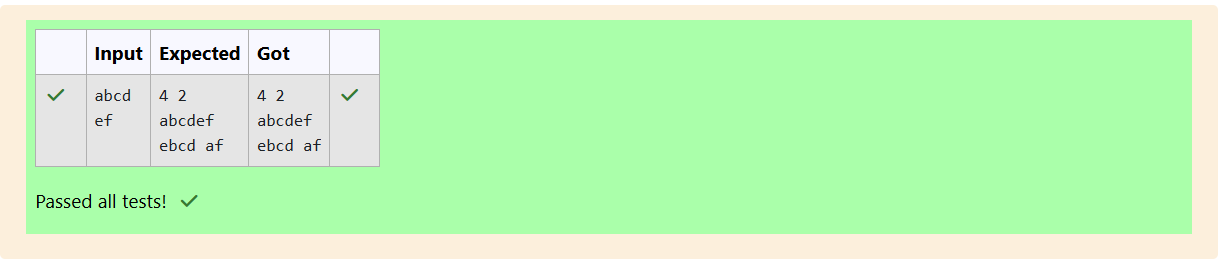 Input Expected Got
abcd 4 2 4 2
ef abcdef abcdef
ebcd af ebcd af
Passed all tests!